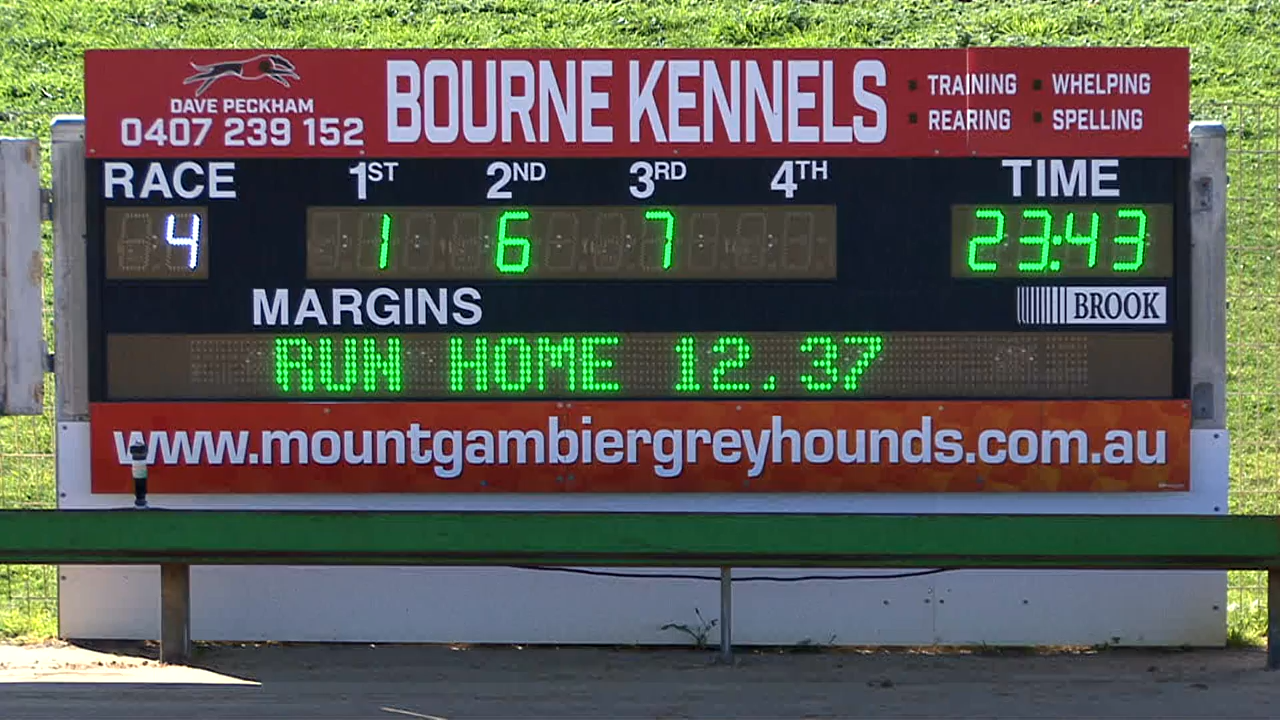 DAVE PECKHAM
0407 239 152
BOURNE KENNELS
TRAINING
WHELPING
REARING
SPELLING
RACE 1ST 2ND 3RD 4TH TIME
4 1 6 7 23:43
MARGINS
BROOK
RUN HOME 12.37
www.mountgambiergreyhounds.com.au